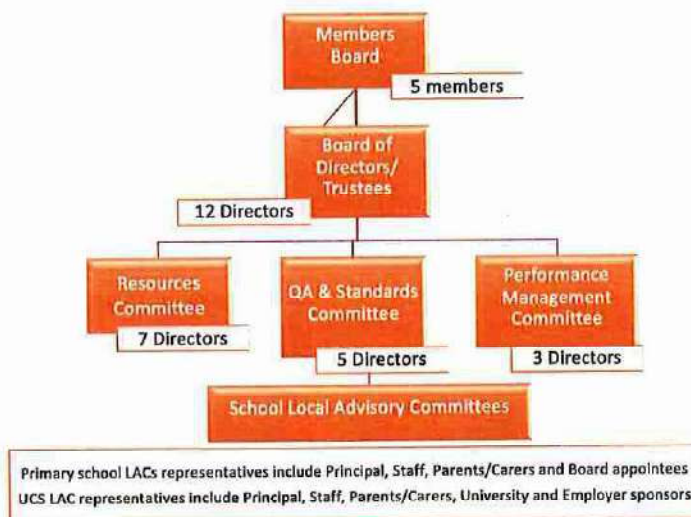 Members
Board
5 members
Board of
Directors/
Trustees
12 Directors
Resources
Committee
7 Directors
QA & Standards
Committee
5 Directors
Performance
Management
Committee
3 Directors
School Local Advisory Committees
Primary school LACs representatives include Principal, Staff, Parents/Carers and Board appointees
UCS LAC representatives include Principal, Staff, Parents/Carers, University and Employer sponsors